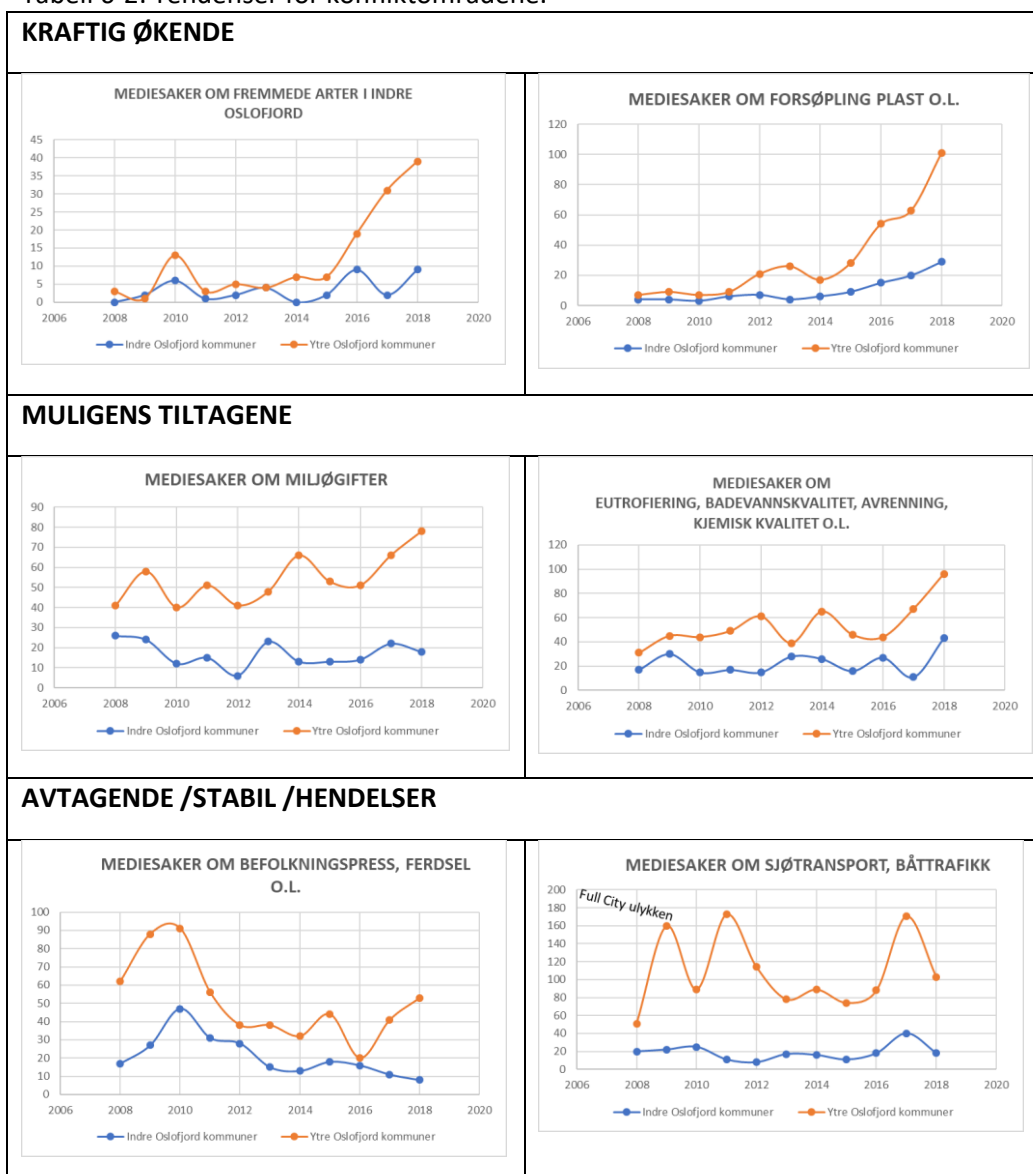 KRAFTIG ØKENDE
MEDIESAKER OM FREMMEDE ARTER I INDRE
OSLOFJORD
45
40
35
30
25
20
15
10
5
0
2006 2008 2010 2012 2014 2016 2018 2020
Indre Oslofjord kommuner Ytre Oslofjord kommuner
MEDIESAKER OM FORSØPLING PLAST O.L.
120
100
80
60
40
20
0
2006 2008 2010 2012 2014 2016 2018 2020
Indre Oslofjord kommuner Ytre Oslofjord kommuner
MULIGENS TILTAGENE
MEDIESAKER OM MILJØGIFTER
90
80
70
60
50
40
30
20
10
0
2006 2008 2010 2012 2014 2016 2018 2020
Indre Oslofjord kommuner Ytre Oslofjord kommuner
MEDIESAKER OM
EUTROFIERING, BADEVANNSKVALITET, AVRENNING,
KJEMISK KVALITET O.L.
120
100
80
60
40
20
0
2006 2008 2010 2012 2014 2016 2018 2020
Indre Oslofjord kommuner Ytre Oslofjord kommuner
AVTAGENDE /STABIL /HENDELSER
MEDIESAKER OM BEFOLKNINGSPRESS, FERDSEL
O.L.
100
90
80
70
60
50
40
30
20
10
0
2006 2008 2010 2012 2014 2016 2018 2020
Indre Oslofjord kommuner Ytre Oslofjord kommuner
MEDIESAKER OM SJØTRANSPORT, BÅTTRAFIKK
Full City ulykken
200
180
160
140
120
100
80
60
40
20
0
2006 2008 2010 2012 2014 2016 2018 2020
Indre Oslofjord kommuner Ytre Oslofjord kommuner